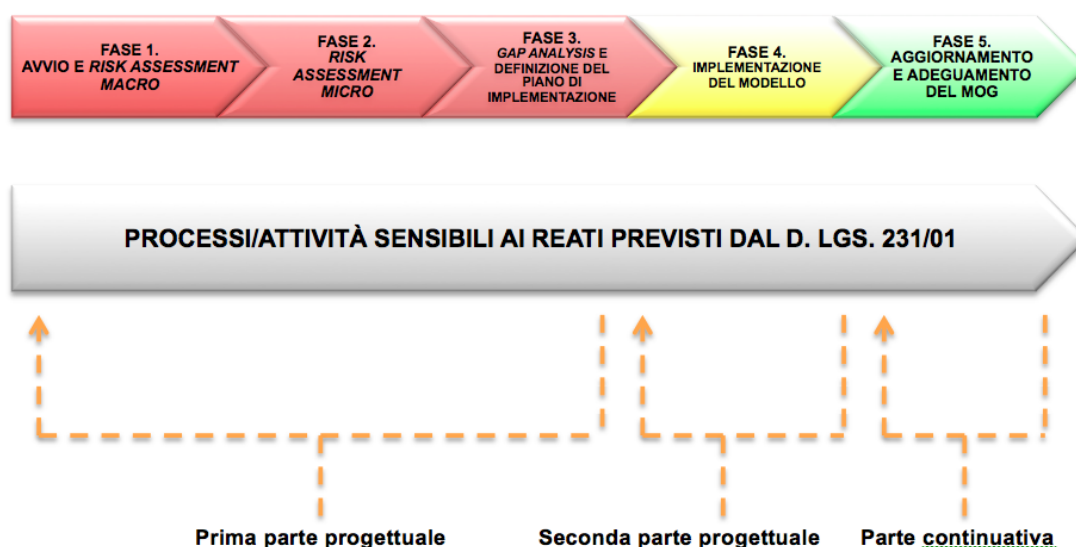 FASE 1.
AVVIO E RISK ASSESSMENT
MACRO
FASE 2.
RISK
ASSESSMENT
MICRO
FASE 3.
GAP ANALYSIS E
DEFINIZIONE DEL
PIANO DI
IMPLEMENTAZIONE
FASE 4.
IMPLEMENTAZIONE
DEL MODELLO
FASE 5.
AGGIORNAMENTO
E ADEGUAMENTO
DEL MOG
PROCESSI/ATTIVITÀ SENSIBILI AI REATI PREVISTI DAL D. LGS. 231/01
Prima parte progettuale
Seconda parte progettuale
Parte continuativa